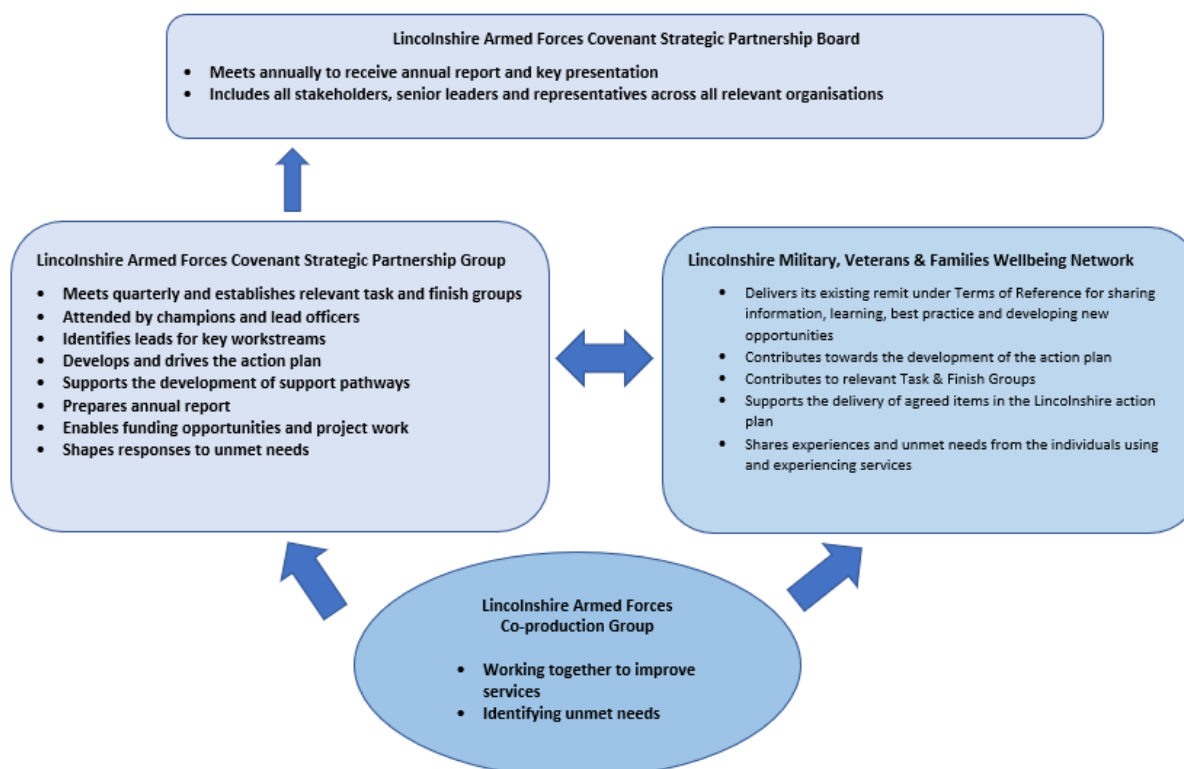 Lincolnshire Armed Forces Covenant Strategic Partnership Board
• Meets annually to receive annual report and key presentation
• Includes all stakeholders, senior leaders and representatives across all relevant organisations
Lincolnshire Armed Forces Covenant Strategic Partnership Group
• Meets quarterly and establishes relevant task and finish groups
• Attended by champions and lead officers
• Identifies leads for key workstreams
• Develops and drives the action plan
• Supports the development of support pathways
• Prepares annual report
• Enables funding opportunities and project work
• Shapes responses to unmet needs
Lincolnshire Military, Veterans & Families Wellbeing Network
• Delivers its existing remit under Terms of Reference for sharing
information, learning, best practice and developing new
opportunities
• Contributes towards the development of the action plan
• Contributes to relevant Task & Finish Groups
• Supports the delivery of agreed items in the Lincolnshire action
plan
• Shares experiences and unmet needs from the individuals using
and experiencing services
Lincolnshire Armed Forces
Co-production Group
• Working together to improve
services
• Identifying unmet needs